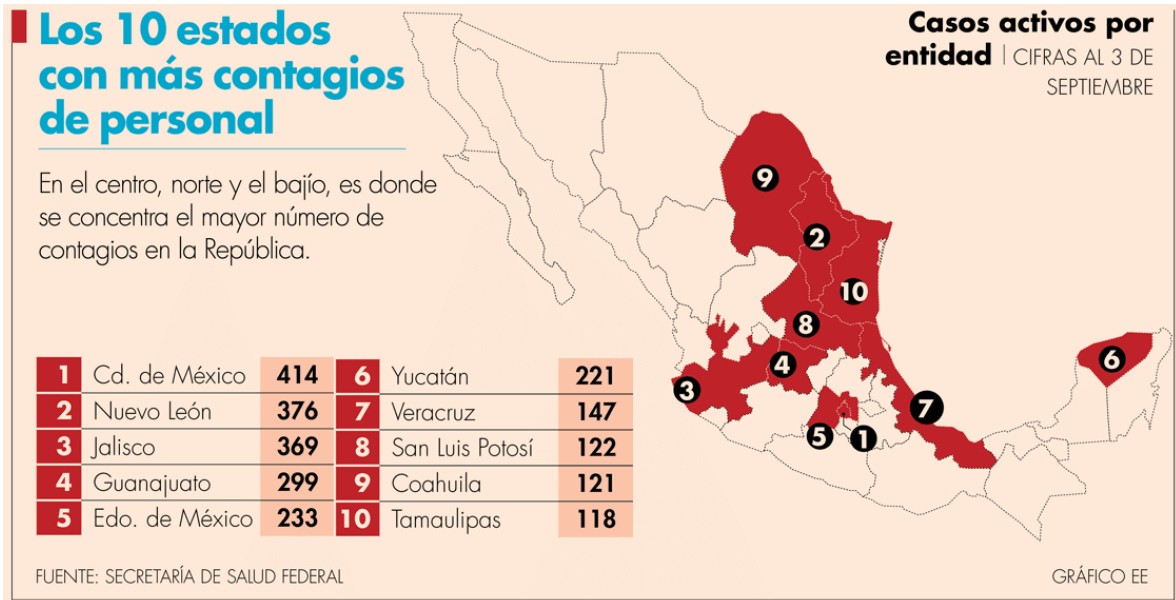 Los 10 estados
con más contagios
de personal
En el centro, norte y el bajío, es donde
se concentra el mayor número de
contagios en la República.
Casos activos por
entidad | CIFRAS AL 3 DE
SEPTIEMBRE
9
2
10
8
4
3
6
7
5
1
1 Cd. de México 414
2 Nuevo León 376
3 Jalisco 369
4 Guanajuato 299
5 Edo. de México 233
6 Yucatán 221
7 Veracruz 147
8 San Luis Potosí 122
9 Coahuila 121
10 Tamaulipas 118
FUENTE: SECRETARÍA DE SALUD FEDERAL
GRÁFICO EE